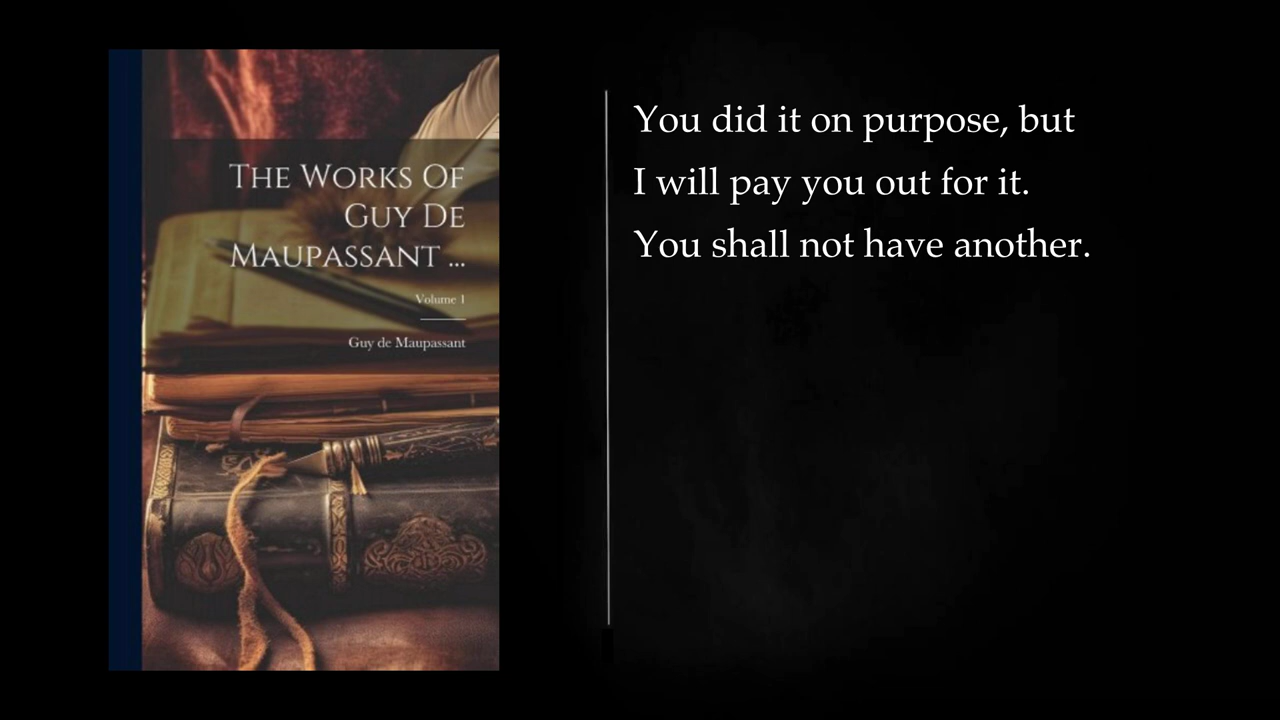 THE WORKS OF
GUY DE
MAUPASSANT ...
Volume 1
Guy de Maupassant
You did it on purpose, but
I will pay you out for it.
You shall not have another.